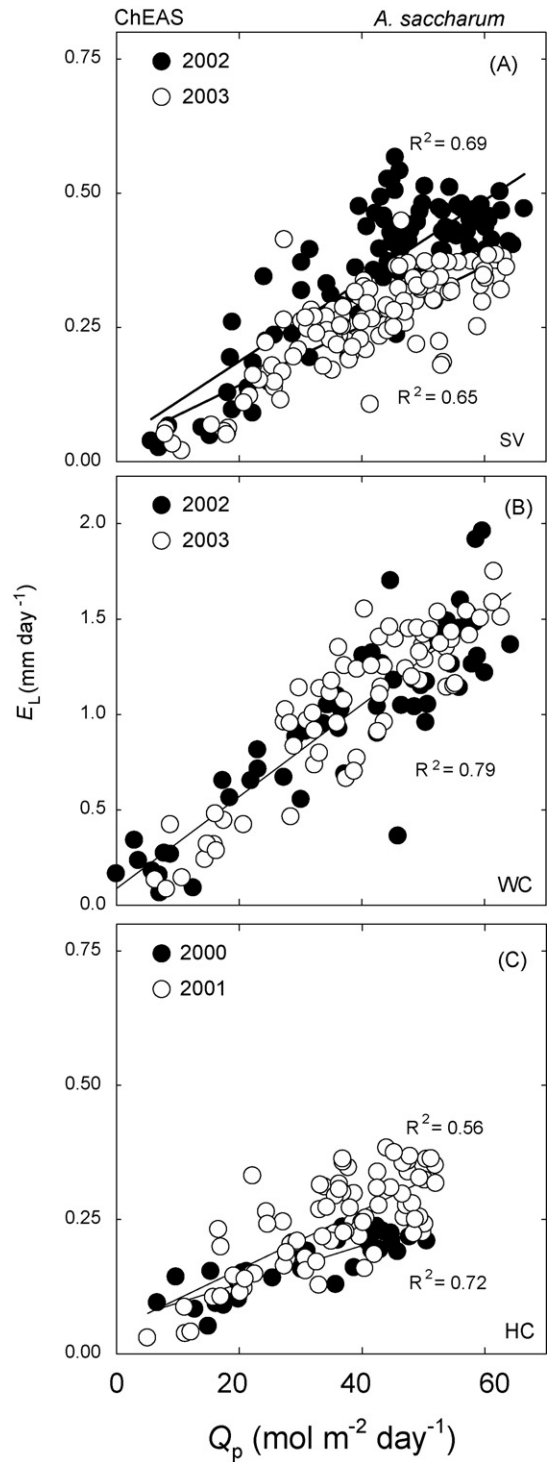 ChEAS A. saccharum
0.75
2002
(A)
2003
R² = 0.69
0.50
0.25
R² = 0.65
0.00
SV
2002
(B)
2.0
2003
1.5
1.0
R² = 0.79
0.5
0.0
WC
E_L (mm day⁻¹)
0.75
2000
(C)
2001
0.50
R² = 0.56
0.25
R² = 0.72
HC
0.00
0 20 40 60
Q_p (mol m⁻² day⁻¹)